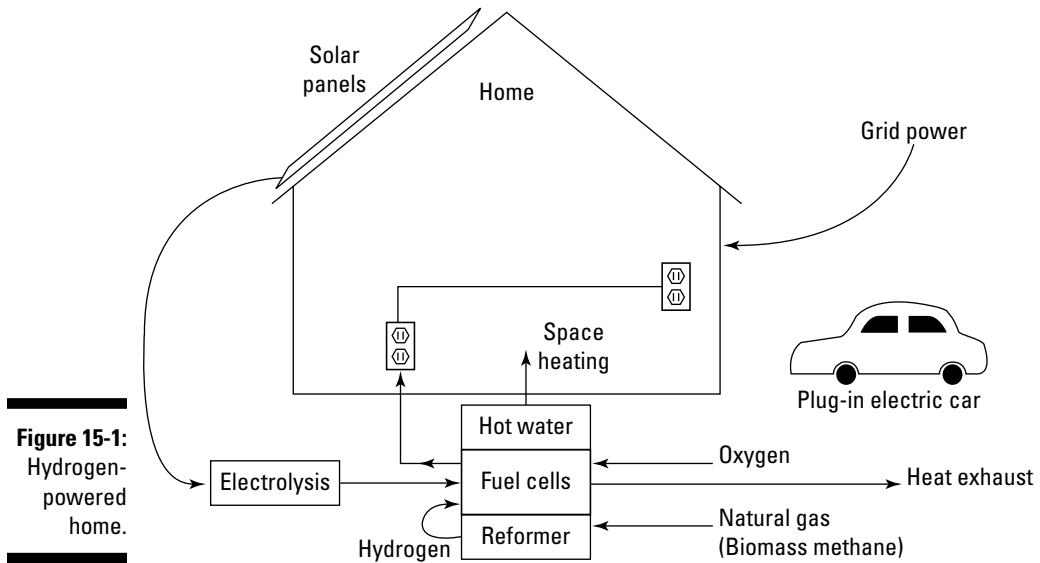 Solar
panels
Home
Grid power
Space
heating
Plug-in electric car
Hot water
Oxygen
Electrolysis
Fuel cells
Heat exhaust
Natural gas
(Biomass methane)
Hydrogen
Reformer
Figure 15-1:
Hydrogen-
powered
home.